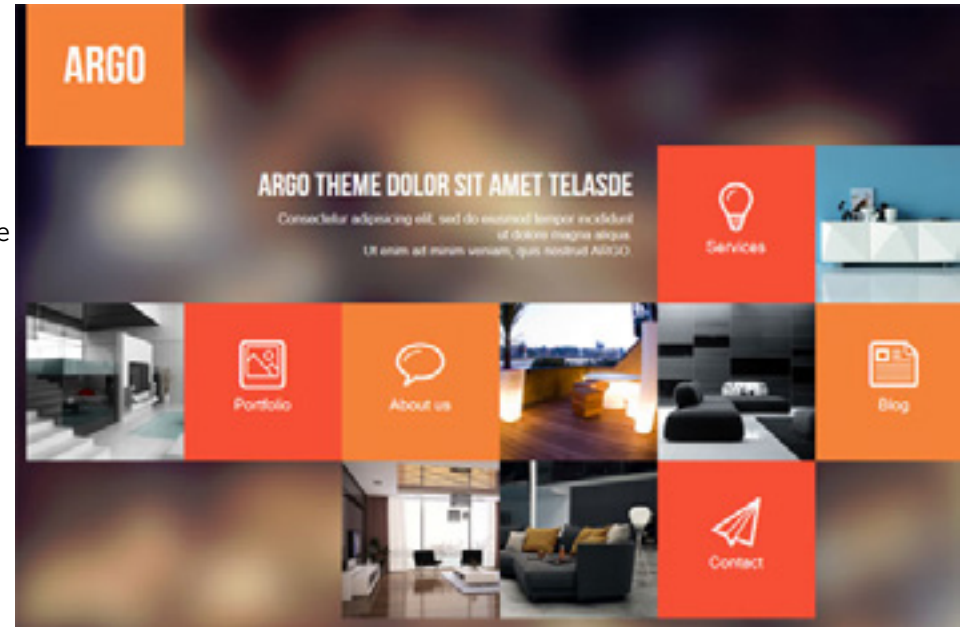 ARGO
ARGO THEME DOLOR SIT AMET TELASDE
Consectetur adipisicing elit, sed do eiusmod tempor incididunt
ut dolore magna aliqua.
Ut enim ad minim veniam, quis nostrud ARGO.
Services
Portfolio
About us
Blog
Contact
e